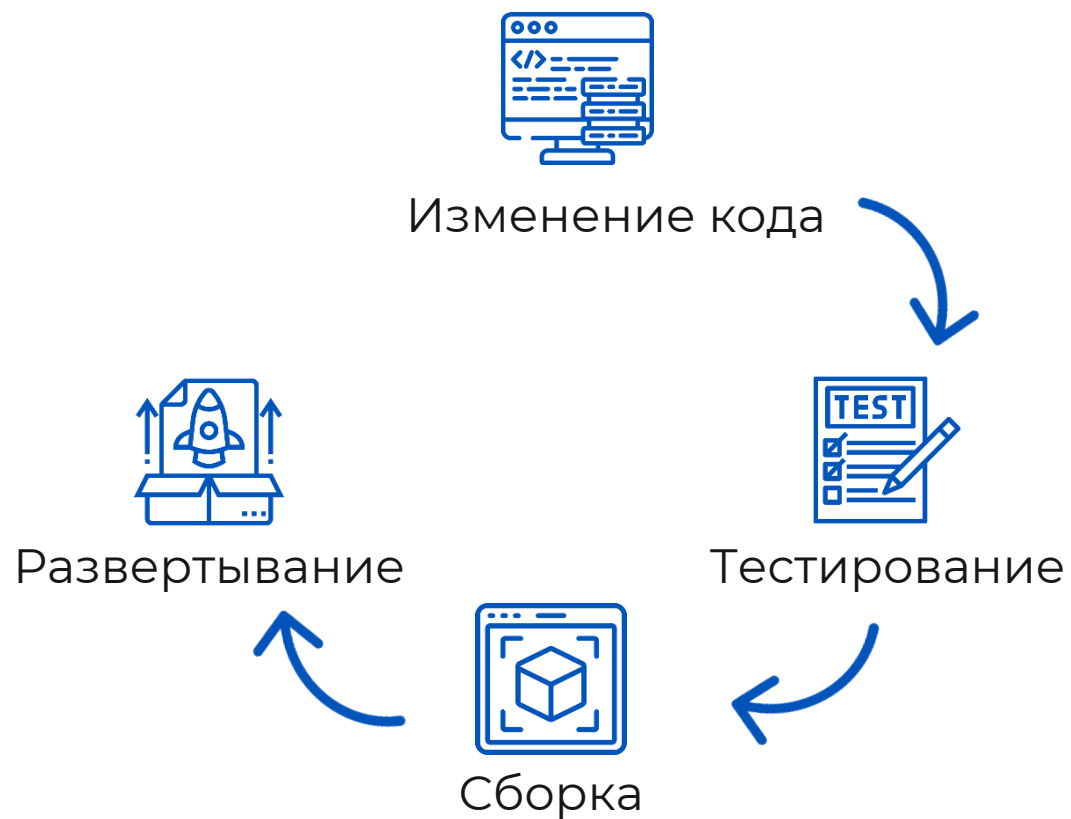 Изменение кода
TEST
Развертывание
Тестирование
Сборка